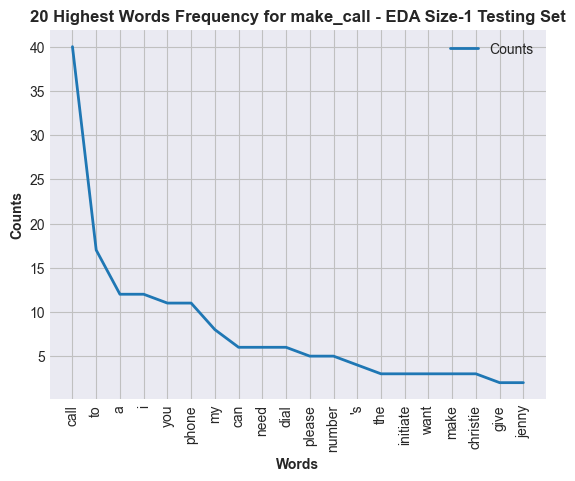 20 Highest Words Frequency for make_call - EDA Size-1 Testing Set
Counts
40
35
30
25
20
15
10
5
Counts
call
to
a
i
you
phone
my
can
need
dial
please
number
's
the
initiate
want
make
christie
give
jenny
Words